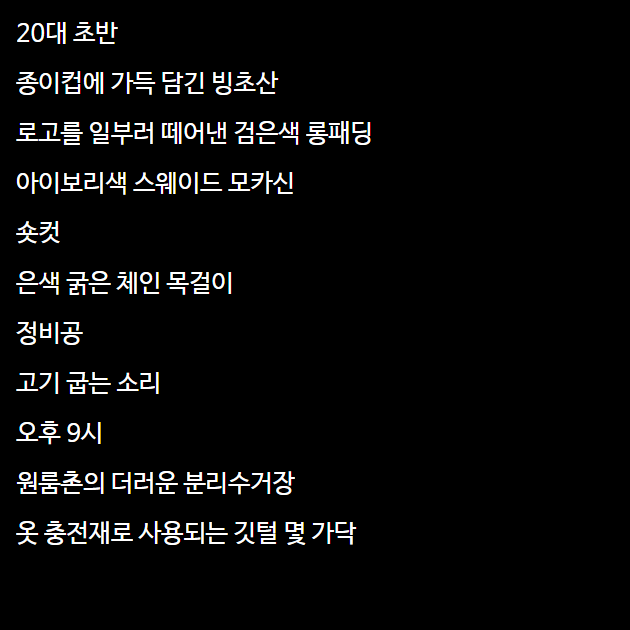 20대 초반
종이컵에 가득 담긴 빙초산
로고를 일부러 떼어낸 검은색 롱패딩
아이보리색 스웨이드 모카신
숏컷
은색 굵은 체인 목걸이
정비공
고기 굽는 소리
오후 9시
원룸촌의 더러운 분리수거장
옷 충전재로 사용되는 깃털 몇 가닥